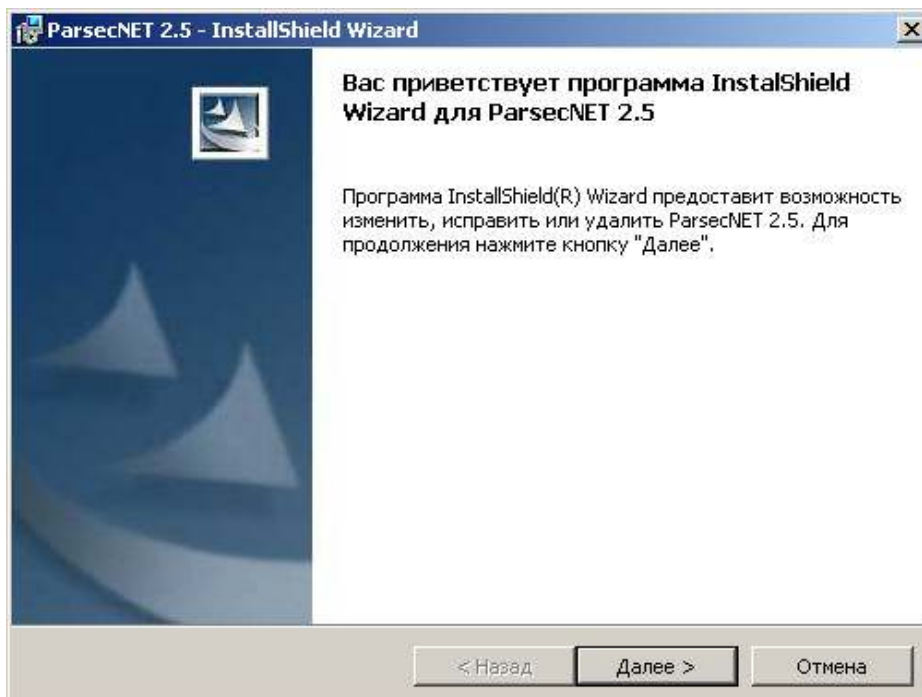 ParsecNET 2.5 - InstallShield Wizard
Вас приветствует программа InstalShield
Wizard для ParsecNET 2.5
Программа InstallShield(R) Wizard предоставит возможность
изменить, исправить или удалить ParsecNET 2.5. Для
продолжения нажмите кнопку "Далее".
< Назад
Далее >
Отмена